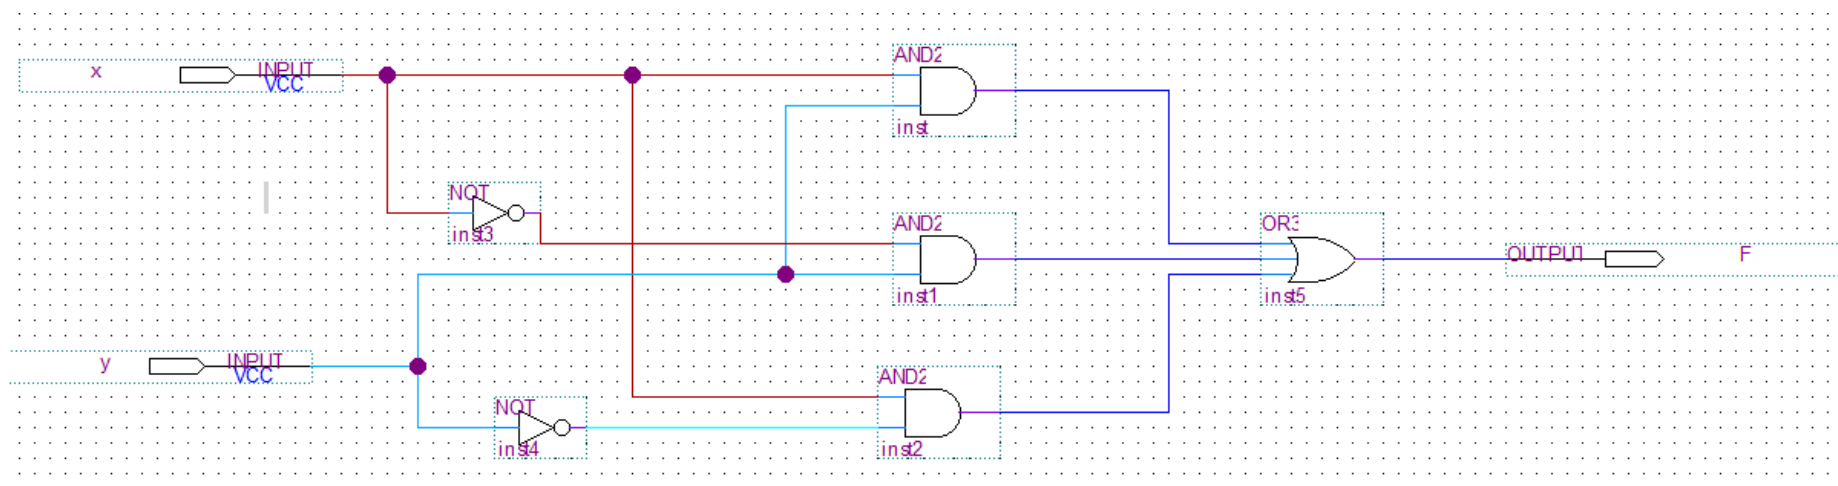 x
INPUT
VCC
AND2
inst
NOT
inst3
AND2
inst1
OR3
inst5
OUTPUT
F
y
INPUT
VCC
AND2
inst2
NOT
inst4